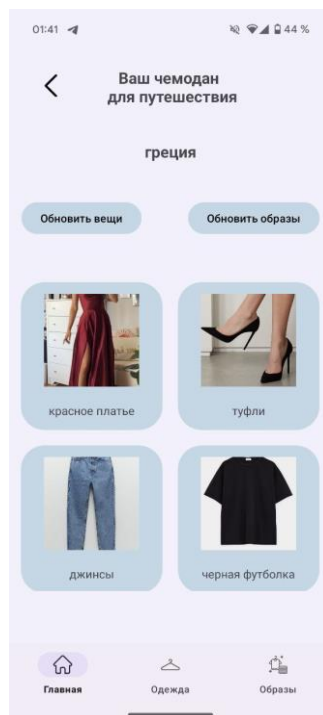 01:41
44 %
Ваш чемодан
для путешествия
греция
Обновить вещи
Обновить образы
красное платье
туфли
джинсы
черная футболка
Главная
Одежда
Образы